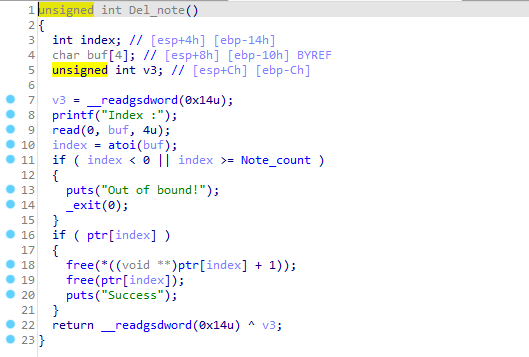 1 unsigned int Del_note()
2 {
3 int index; // [esp+4h] [ebp-14h]
4 char buf[4]; // [esp+8h] [ebp-10h] BYREF
5 unsigned int v3; // [esp+Ch] [ebp-Ch]
6
7 v3 = __readgsdword(0x14u);
8 printf("Index :");
9 read(0, buf, 4u);
10 index = atoi(buf);
11 if ( index < 0 || index >= Note_count )
12 {
13 puts("Out of bound!");
14 _exit(0);
15 }
16 if ( ptr[index] )
17 {
18 free(*((void **)ptr[index] + 1));
19 free(ptr[index]);
20 puts("Success");
21 }
22 return __readgsdword(0x14u) ^ v3;
23 }